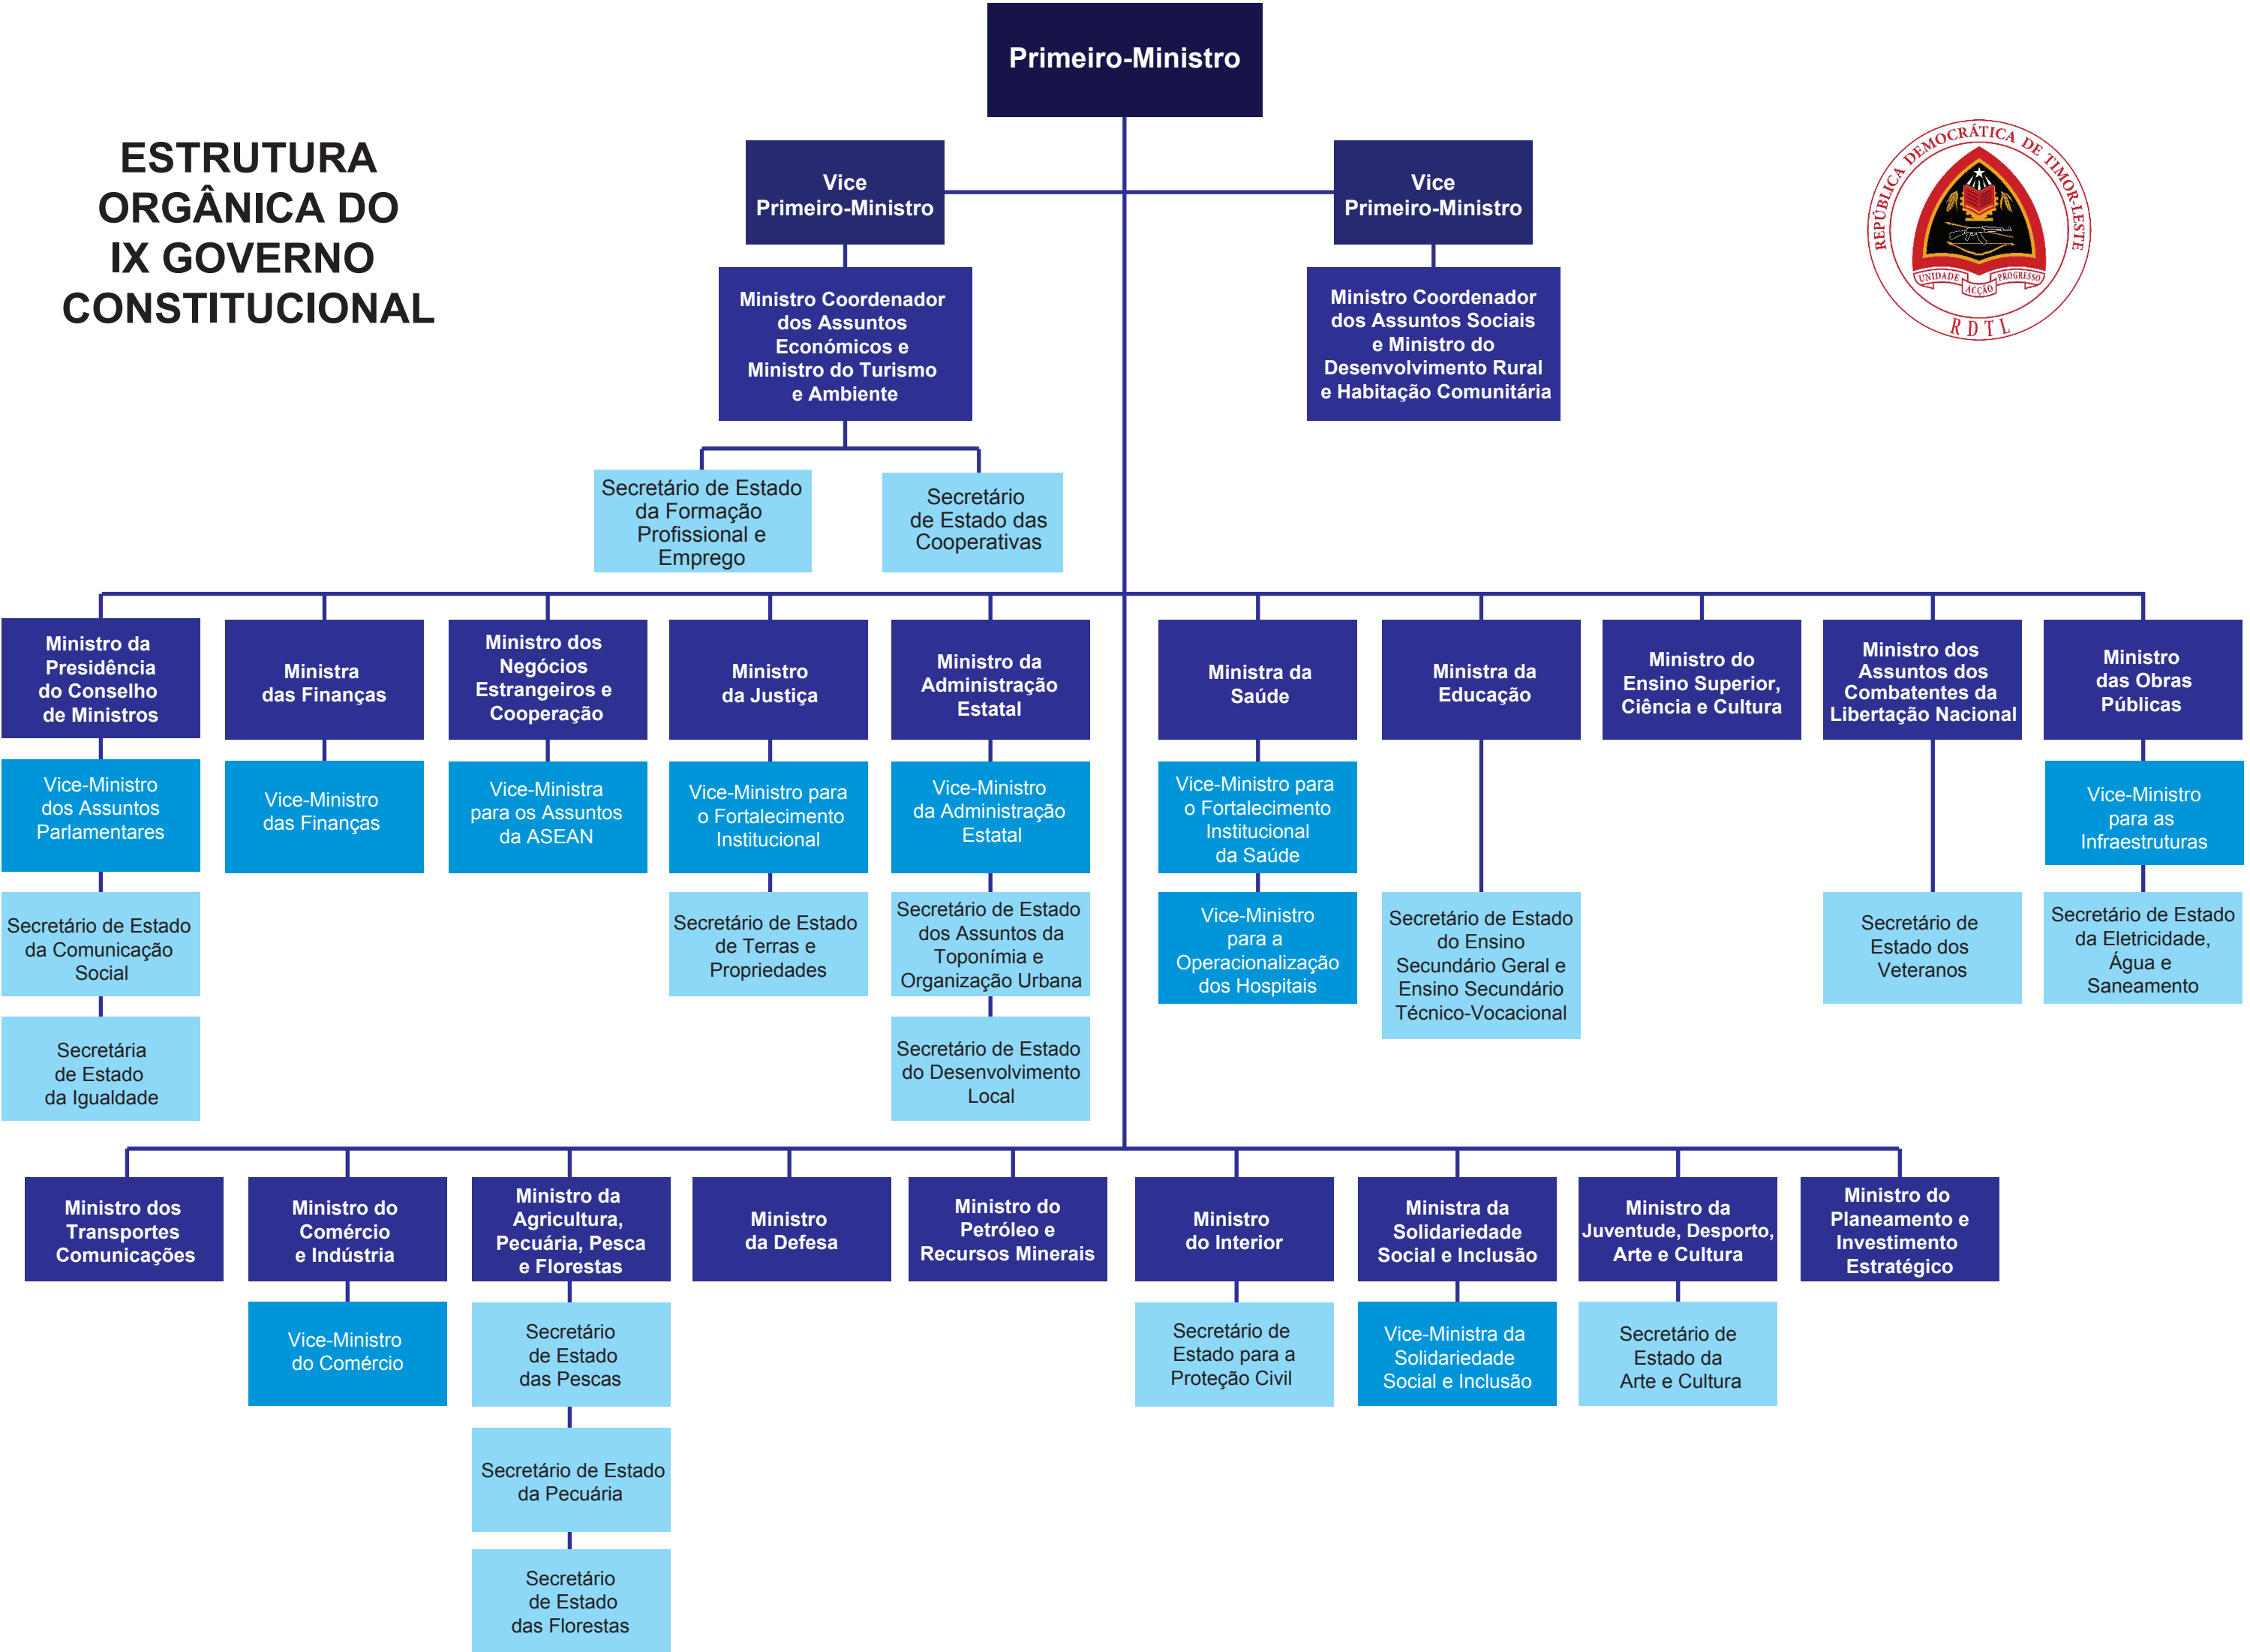 Primeiro-Ministro
ESTRUTURA
ORGÂNICA DO
IX GOVERNO
CONSTITUCIONAL
REPÚBLICA DEMOCRÁTICA DE TIMOR-LESTE
UNIDADE
ACÇÃO
PROGRESSO
RDTL
Vice
Primeiro-Ministro
Vice
Primeiro-Ministro
Ministro Coordenador
dos Assuntos
Económicos e
Ministro do Turismo
e Ambiente
Ministro Coordenador
dos Assuntos Sociais
e Ministro do
Desenvolvimento Rural
e Habitação Comunitária
Secretário de Estado
da Formação
Profissional e
Emprego
Secretário
de Estado das
Cooperativas
Ministro da
Presidência
do Conselho
de Ministros
Ministra
das Finanças
Ministro dos
Negócios
Estrangeiros e
Cooperação
Ministro
da Justiça
Ministro da
Administração
Estatal
Ministra da
Saúde
Ministra da
Educação
Ministro do
Ensino Superior,
Ciência e Cultura
Ministro dos
Assuntos dos
Combatentes da
Libertação Nacional
Ministro
das Obras
Públicas
Vice-Ministro
dos Assuntos
Parlamentares
Vice-Ministro
das Finanças
Vice-Ministra
para os Assuntos
da ASEAN
Vice-Ministro para
o Fortalecimento
Institucional
Vice-Ministro
da Administração
Estatal
Vice-Ministro para
o Fortalecimento
Institucional
da Saúde
Vice-Ministro
para as
Infraestruturas
Secretário de Estado
da Comunicação
Social
Secretário de Estado
de Terras e
Propriedades
Secretário de Estado
dos Assuntos da
Toponímia e
Organização Urbana
Vice-Ministro
para a
Operacionalização
dos Hospitais
Secretário de Estado
do Ensino
Secundário Geral e
Ensino Secundário
Técnico-Vocacional
Secretário de
Estado dos
Veteranos
Secretário de Estado
da Eletricidade,
Água e
Saneamento
Secretária
de Estado
da Igualdade
Secretário de Estado
do Desenvolvimento
Local
Ministro dos
Transportes
Comunicações
Ministro do
Comércio
e Indústria
Ministro da
Agricultura,
Pecuária, Pesca
e Florestas
Ministro
da Defesa
Ministro do
Petróleo e
Recursos Minerais
Ministro
do Interior
Ministra da
Solidariedade
Social e Inclusão
Ministro da
Juventude, Desporto,
Arte e Cultura
Ministro do
Planeamento e
Investimento
Estratégico
Vice-Ministro
do Comércio
Secretário
de Estado
das Pescas
Secretário de
Estado para a
Proteção Civil
Vice-Ministra da
Solidariedade
Social e Inclusão
Secretário de
Estado da
Arte e Cultura
Secretário de Estado
da Pecuária
Secretário
de Estado
das Florestas